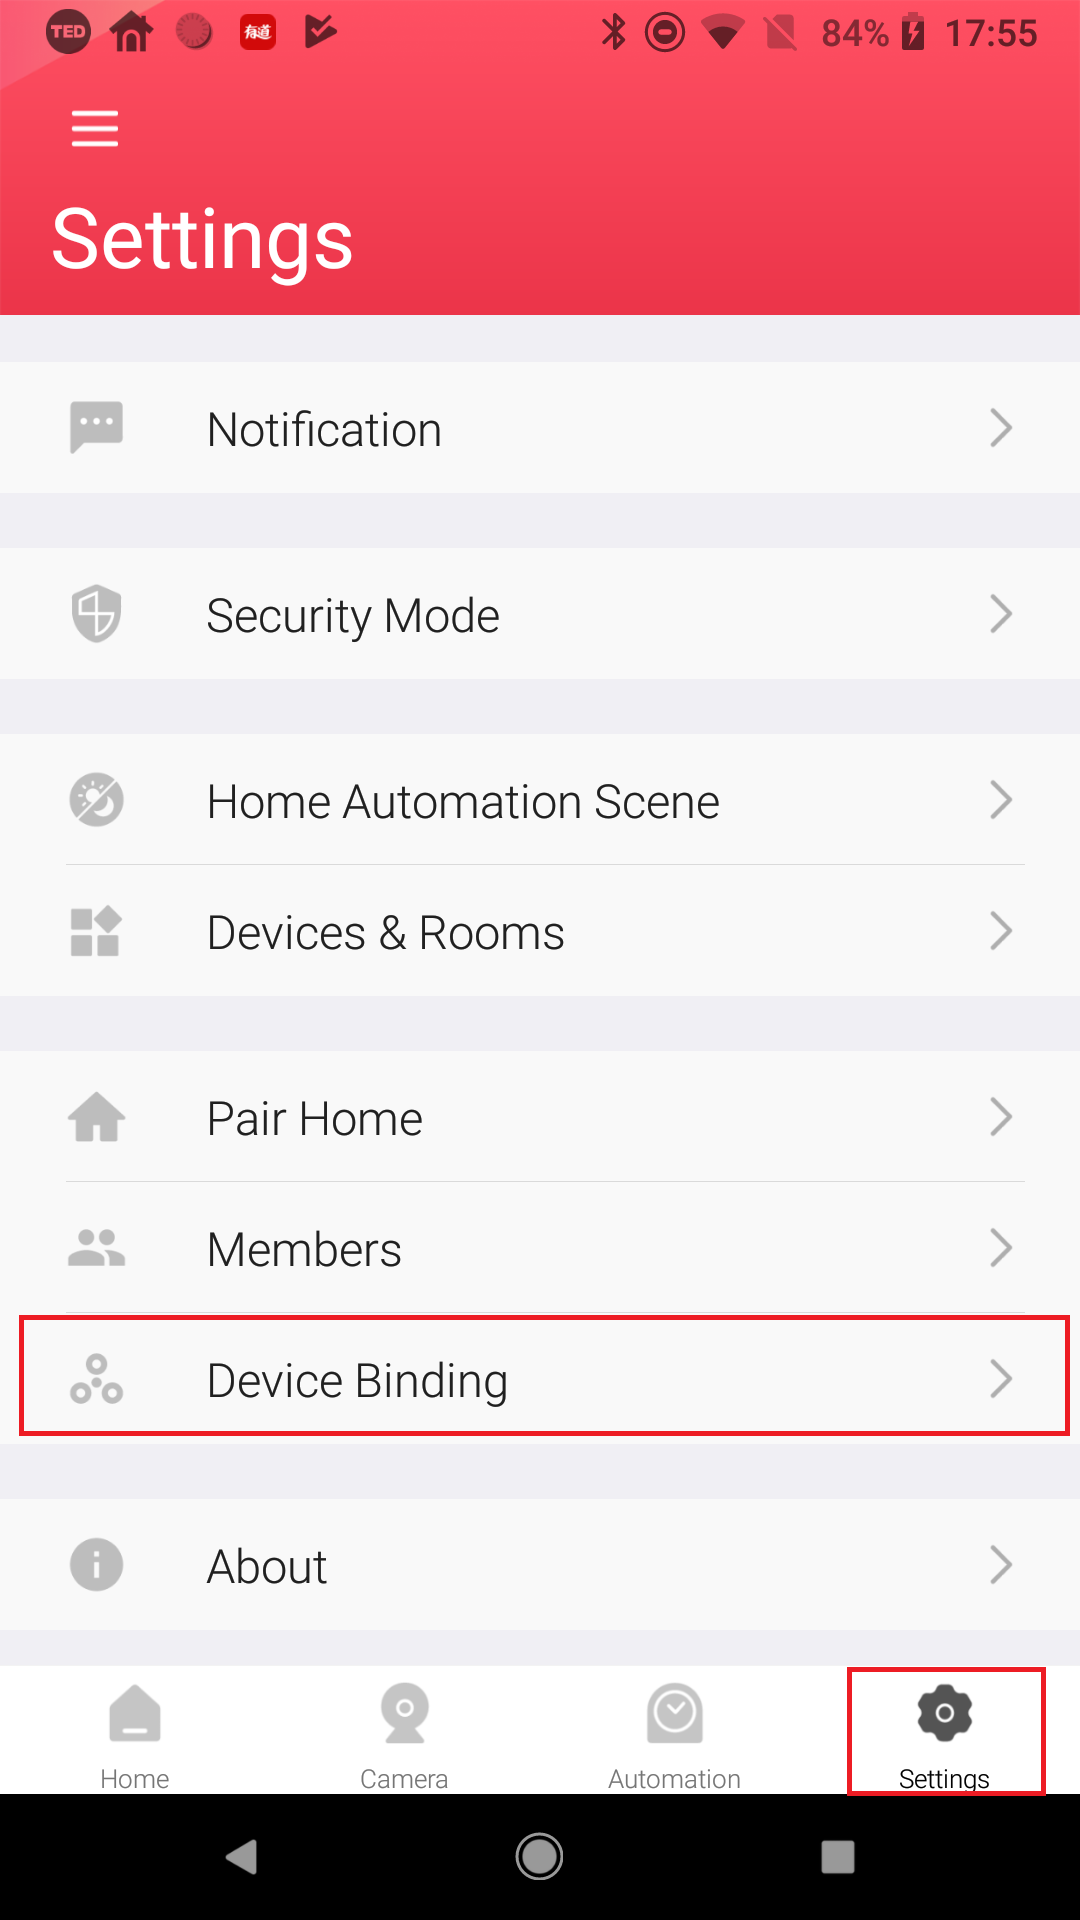 TED 有道 84% 17:55
Settings
Notification
Security Mode
Home Automation Scene
Devices & Rooms
Pair Home
Members
Device Binding
About
Home Camera Automation Settings